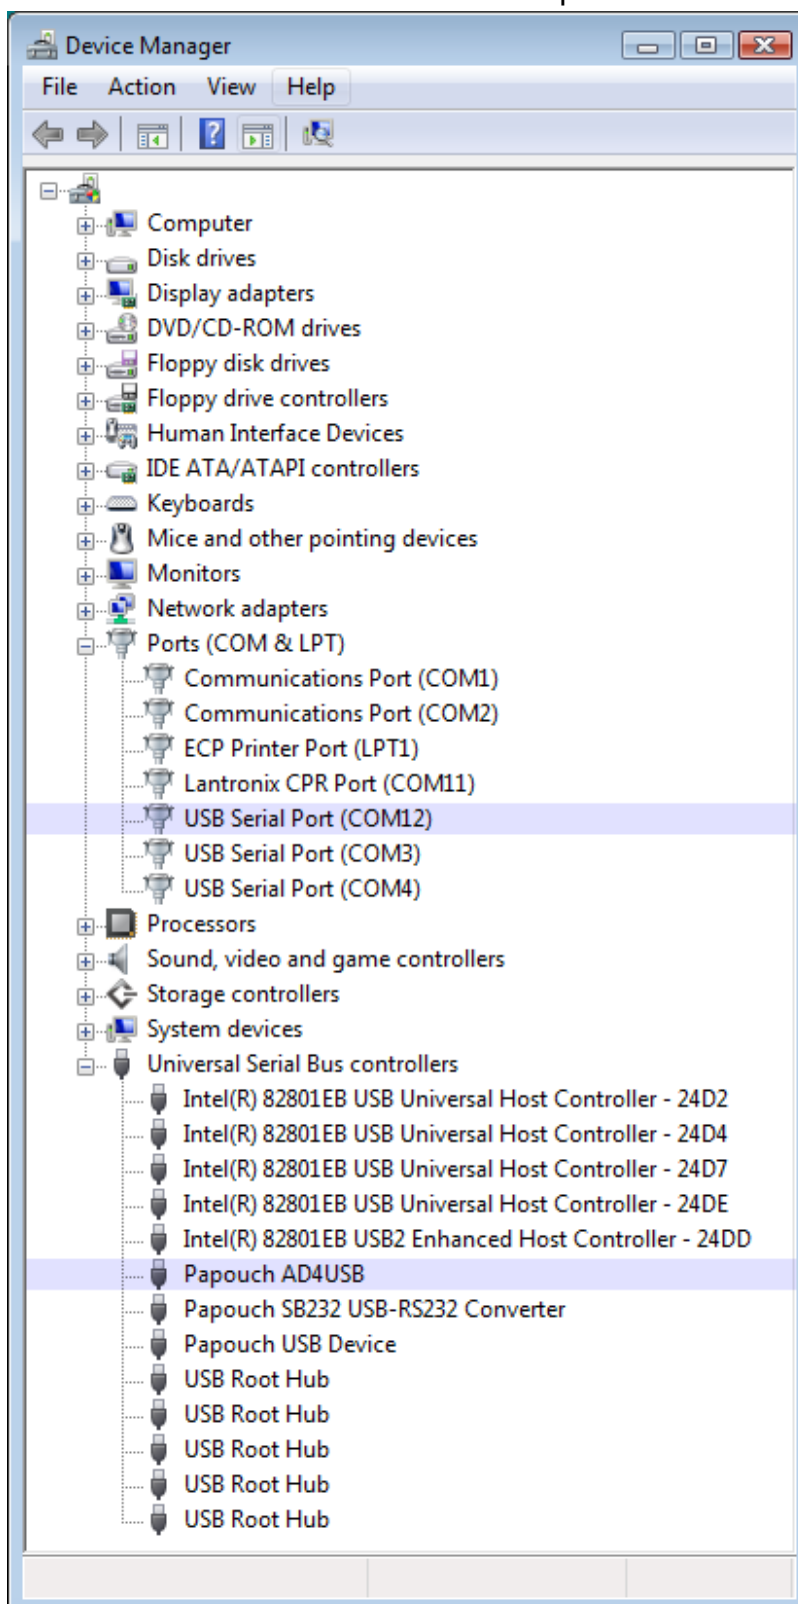 Device Manager
File Action View Help
Computer
Disk drives
Display adapters
DVD/CD-ROM drives
Floppy disk drives
Floppy drive controllers
Human Interface Devices
IDE ATA/ATAPI controllers
Keyboards
Mice and other pointing devices
Monitors
Network adapters
Ports (COM & LPT)
Communications Port (COM1)
Communications Port (COM2)
ECP Printer Port (LPT1)
Lantronix CPR Port (COM11)
USB Serial Port (COM12)
USB Serial Port (COM3)
USB Serial Port (COM4)
Processors
Sound, video and game controllers
Storage controllers
System devices
Universal Serial Bus controllers
Intel(R) 82801EB USB Universal Host Controller - 24D2
Intel(R) 82801EB USB Universal Host Controller - 24D4
Intel(R) 82801EB USB Universal Host Controller - 24D7
Intel(R) 82801EB USB Universal Host Controller - 24DE
Intel(R) 82801EB USB2 Enhanced Host Controller - 24DD
Papouch AD4USB
Papouch SB232 USB-RS232 Converter
Papouch USB Device
USB Root Hub
USB Root Hub
USB Root Hub
USB Root Hub
USB Root Hub